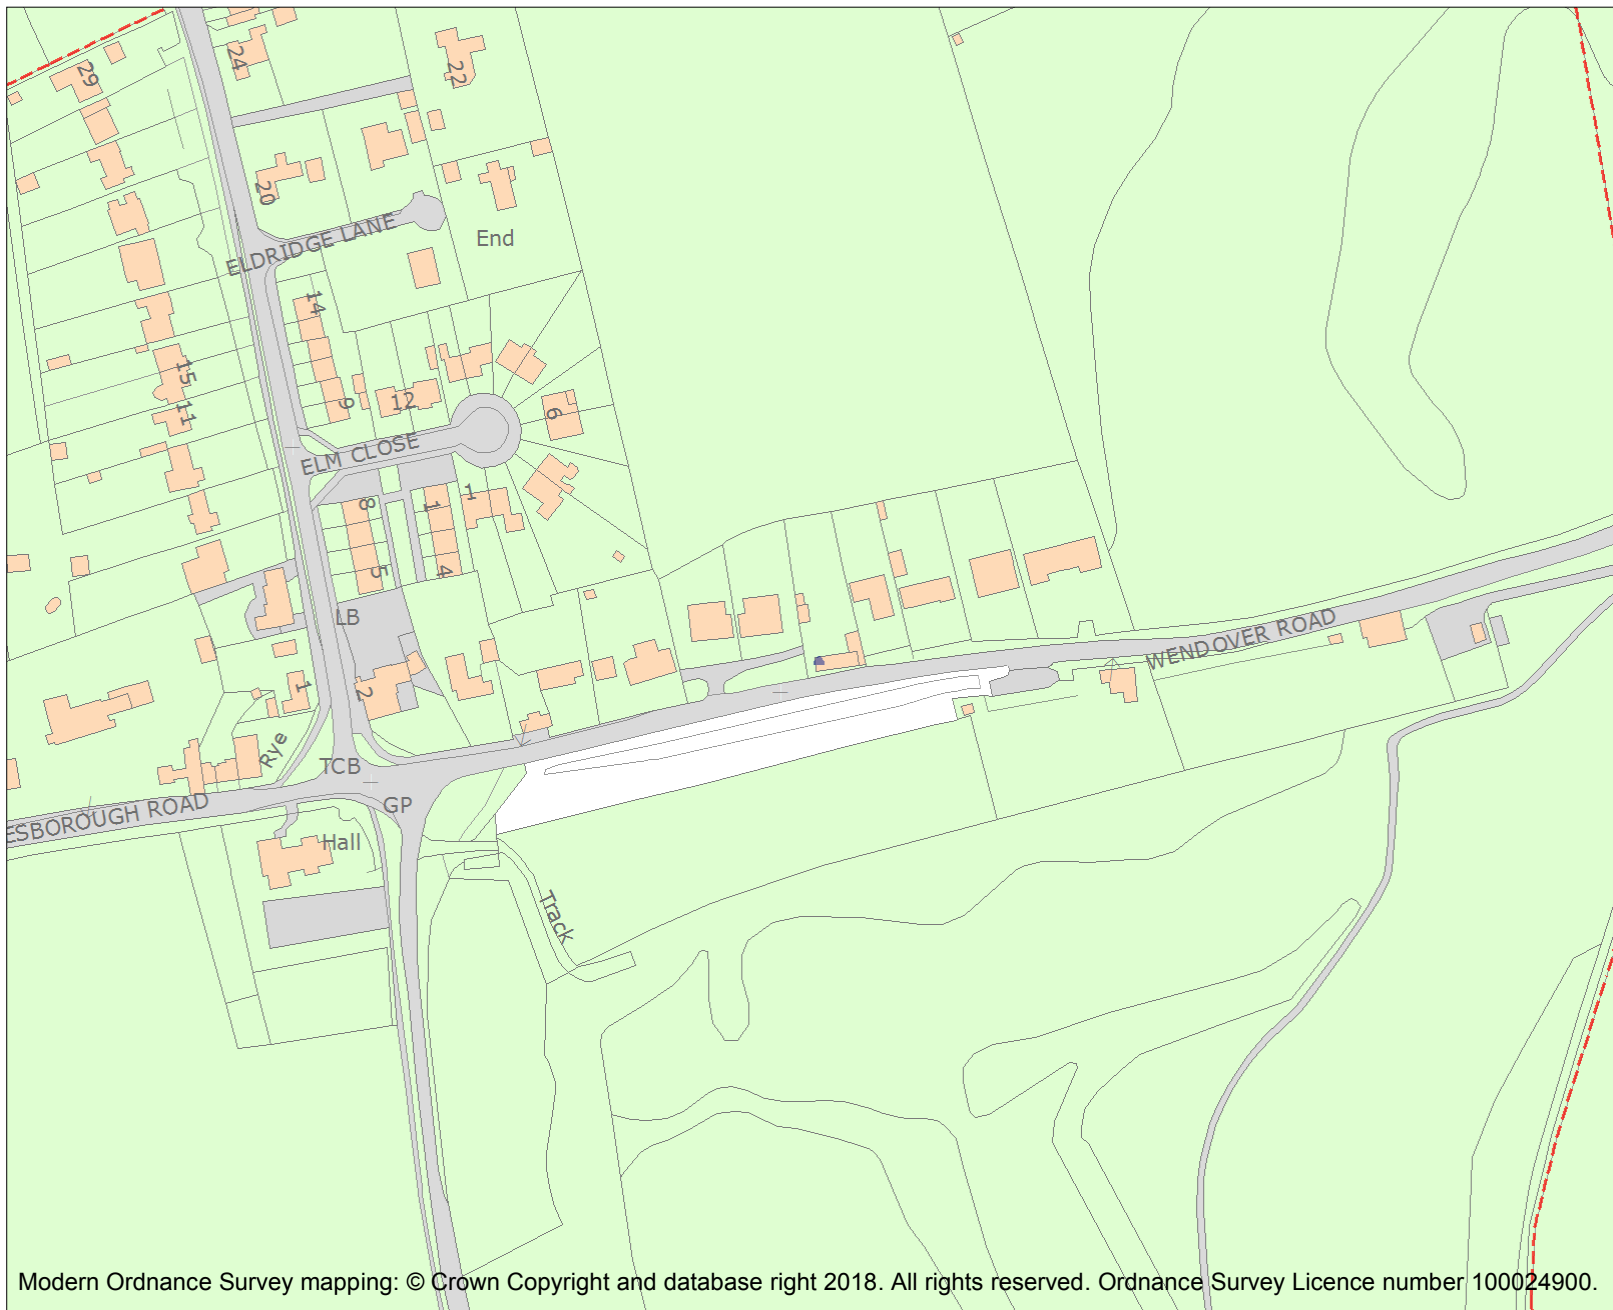 24
29
22
20
ELDRIDGE LANE
End
14
15
11
9
12
6
ELM CLOSE
8
1
1
5
4
LB
1
2
Rye
TCB
GP
ESBOROUGH ROAD
Hall
WENDOVER ROAD
Track
Modern Ordnance Survey mapping: © Crown Copyright and database right 2018. All rights reserved. Ordnance Survey Licence number 100024900.